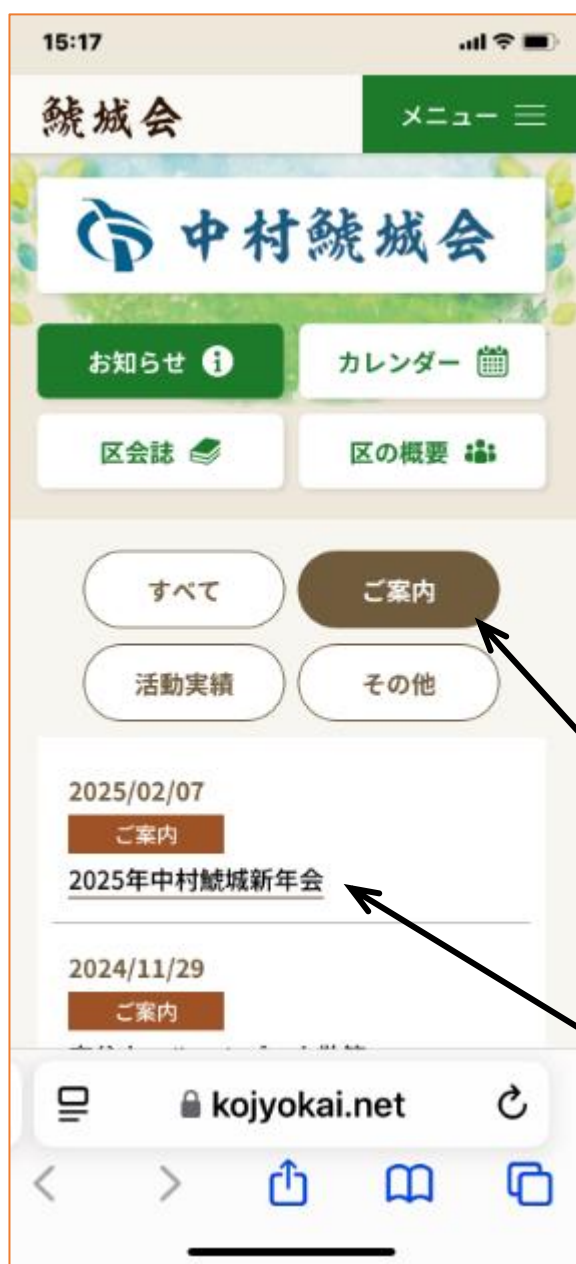 15:17
鯱城会
メニュー
中村鯱城会
お知らせ
カレンダー
区会誌
区の概要
すべて
ご案内
活動実績
その他
2025/02/07
ご案内
2025年中村鯱城新年会
2024/11/29
ご案内
kojyokai.net